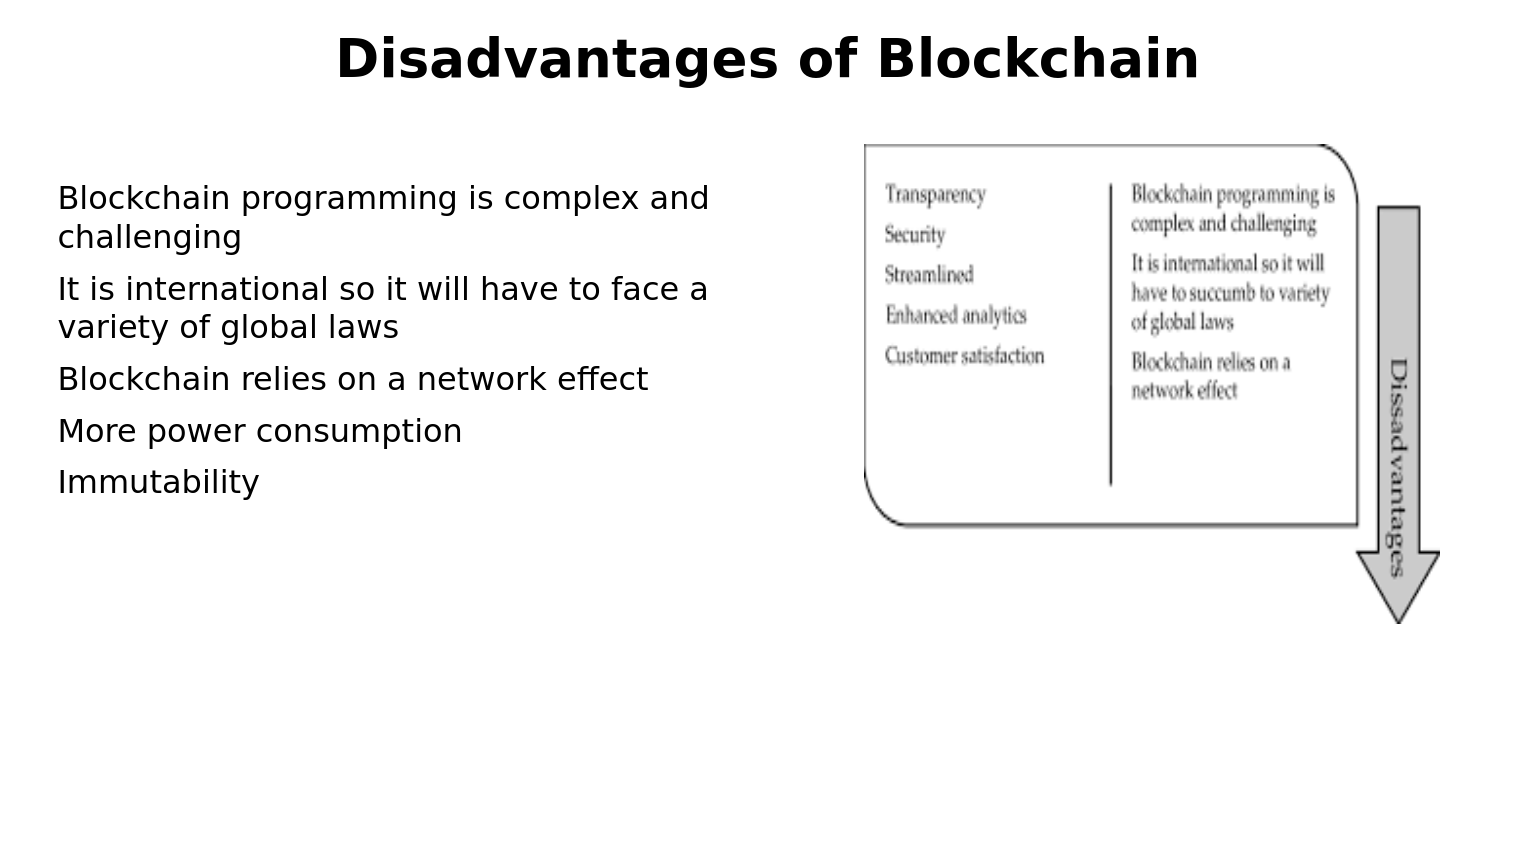 Disadvantages of Blockchain
Blockchain programming is complex and
challenging
It is international so it will have to face a
variety of global laws
Blockchain relies on a network effect
More power consumption
Immutability
Transparency
Security
Streamlined
Enhanced analytics
Customer satisfaction
Blockchain programming is
complex and challenging
It is international so it will
have to succumb to variety
of global laws
Blockchain relies on a
network effect
Dissadvantages